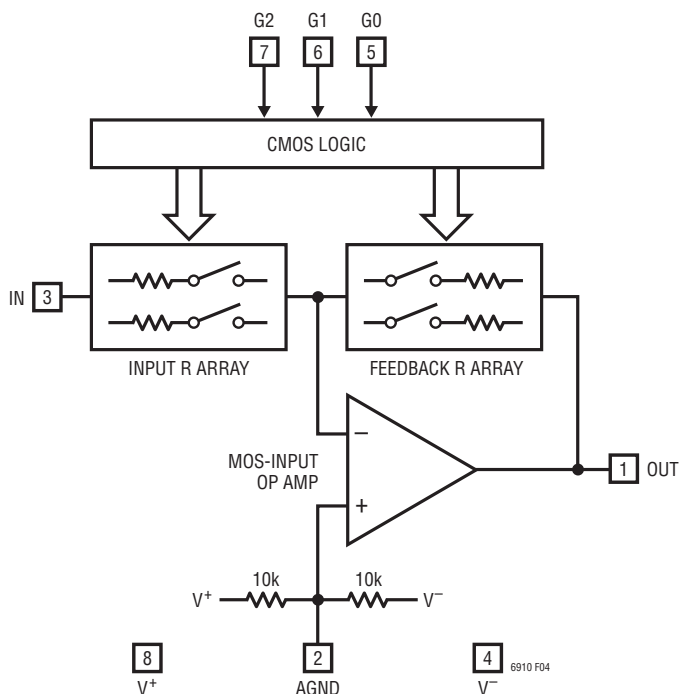 G2 G1 G0
7 6 5
CMOS LOGIC
IN 3
INPUT R ARRAY FEEDBACK R ARRAY
MOS-INPUT
OP AMP
−
+
1 OUT
10k 10k
V+ V−
8 2 4 6910 F04
V+ AGND V−